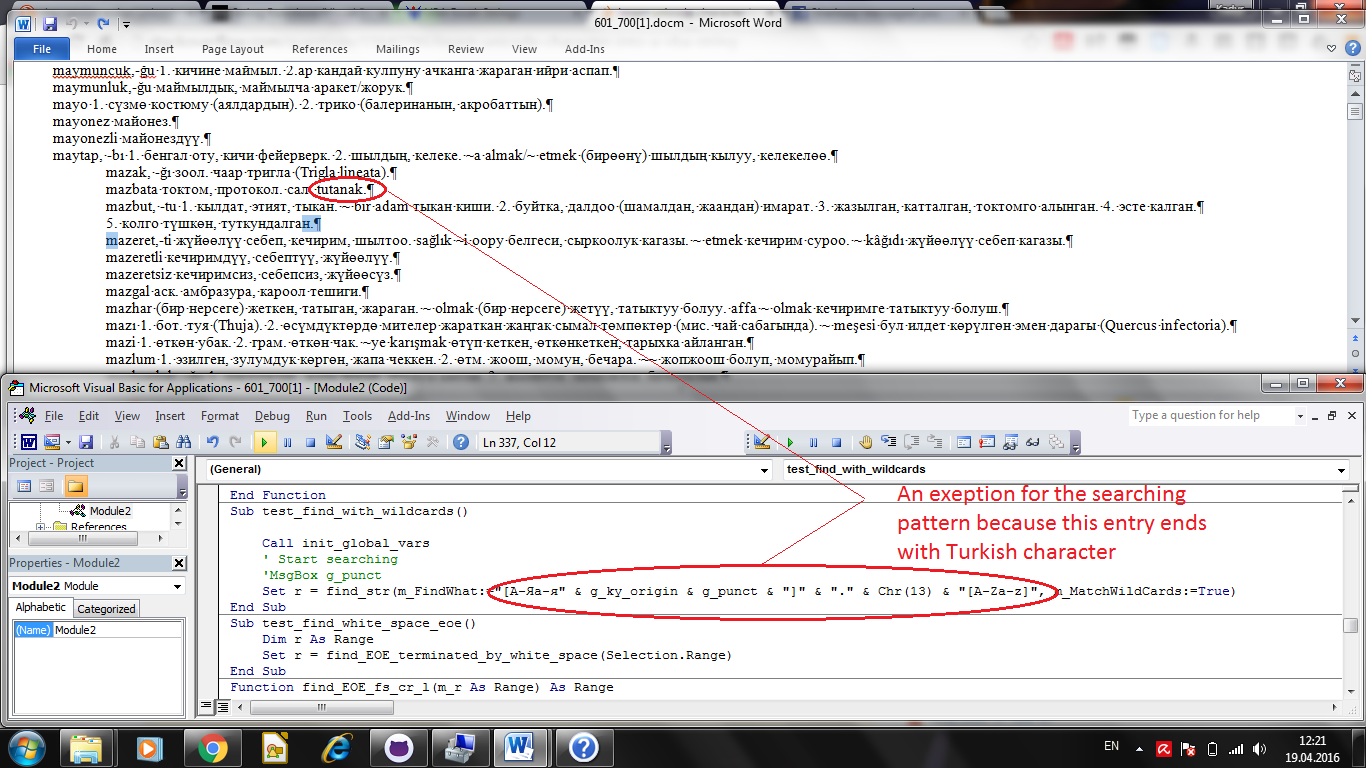 601_700[1].docm - Microsoft Word
File Home Insert Page Layout References Mailings Review View Add-Ins
maymuncuk,-ğu·1.·кичине·маймыл.·2.ар·кандай·кулпуну·ачканга·жараган·ийри·аспап.¶
maymunluk,-ğu·маймылдык,·маймылча·аракет/жорук.¶
mayo·1.·сүзмө·костюму·(аялдардын).·2.·трико·(балеринанын,·акробаттын).¶
mayonez·майонез.¶
mayonezli·майонездүү.¶
maytap,·-bı·1.·бенгал·оту,·кичи·фейерверк.·2.·шылдың,·келеке.·~a·almak/~·etmek·(бирөөнү)·шылдың·кылуу,·келекелөө.¶
mazak,·-ğı·зоол.·чаар·тригла·(Trigla·lineata).¶
mazbata·токтом,·протокол.·сал·tutanak.¶
mazbut,·-tu·1.·кылдат,·этият,·тыкан.·~·bir·adam·тыкан·киши.·2.·буйтка,·далдоо·(шамалдан,·жаандан)·имарат.·3.·жазылган,·катталган,·токтомго·алынган.·4.·эсте·калган.
5.·колго·түшкөн,·туткундалган.¶
mazeret,-ti·жүйөөлүү·себеп,·кечирим,·шылтоо.·sağlık·~i·оору·белгеси,·сыркоолук·кагазы.·~·etmek·кечирим·суроо.·~·kâğıdı·жүйөөлүү·себеп·кагазы.¶
mazeretli·кечиримдүү,·себептүү,·жүйөөлүү.¶
mazeretsiz·кечиримсиз,·себепсиз,·жүйөөсүз.¶
mazgal·аск.·амбразура,·кароол·тешиги.¶
mazhar·(бир·нерсеге)·жеткен,·татыган,·жараган.·~·olmak·(бир·нерсеге)·жетүү,·татыктуу·болуу.·affa·~·olmak·кечиримге·татыктуу·болуш.¶
mazı·1.·бот.·туя·(Thuja).·2.·өсүмдүктөрдө·мителер·жараткан·жаңгак·сымал·төмпөктөр·(мис.·чай·сабагында).·~·meşesi·бул·илдет·көрүлгөн·эмен·дарагы·(Quercus·infectoria).¶
mazi·1.·өткөн·убак.·2.·грам.·өткөн·чак.·~ye·karışmak·өтүп·кеткен,·өткөнкеткен,·тарыхка·айланган.¶
mazlum·1.·эзилген,·зулумдук·көргөн,·жапа·чеккен.·2.·өтм.·жоош,·момун,·бечара.·~~·жопжоош·болуп,·момурайып.¶
Microsoft Visual Basic for Applications - 601_700[1] - [Module2 (Code)]
File Edit View Insert Format Debug Run Tools Add-Ins Window Help
Type a question for help
Ln 337, Col 12
Project - Project
(General)
test_find_with_wildcards
Module2
References
Properties - Module2
Module2 Module
Alphabetic Categorized
(Name) Module2
End Function
Sub test_find_with_wildcards()
Call init_global_vars
' Start searching
'MsgBox g_punct
Set r = find_str(m_FindWhat:="[А-Яа-я" & g_ky_origin & g_punct & "]" & "." & Chr(13) & "[A-Za-z]", m_MatchWildCards:=True)
End Sub
Sub test_find_white_space_eoe()
Dim r As Range
Set r = find_EOE_terminated_by_white_space(Selection.Range)
End Sub
Function find_EOE_fs_cr_l(m_r As Range) As Range
An exeption for the searching
pattern because this entry ends
with Turkish character
EN
12:21
19.04.2016